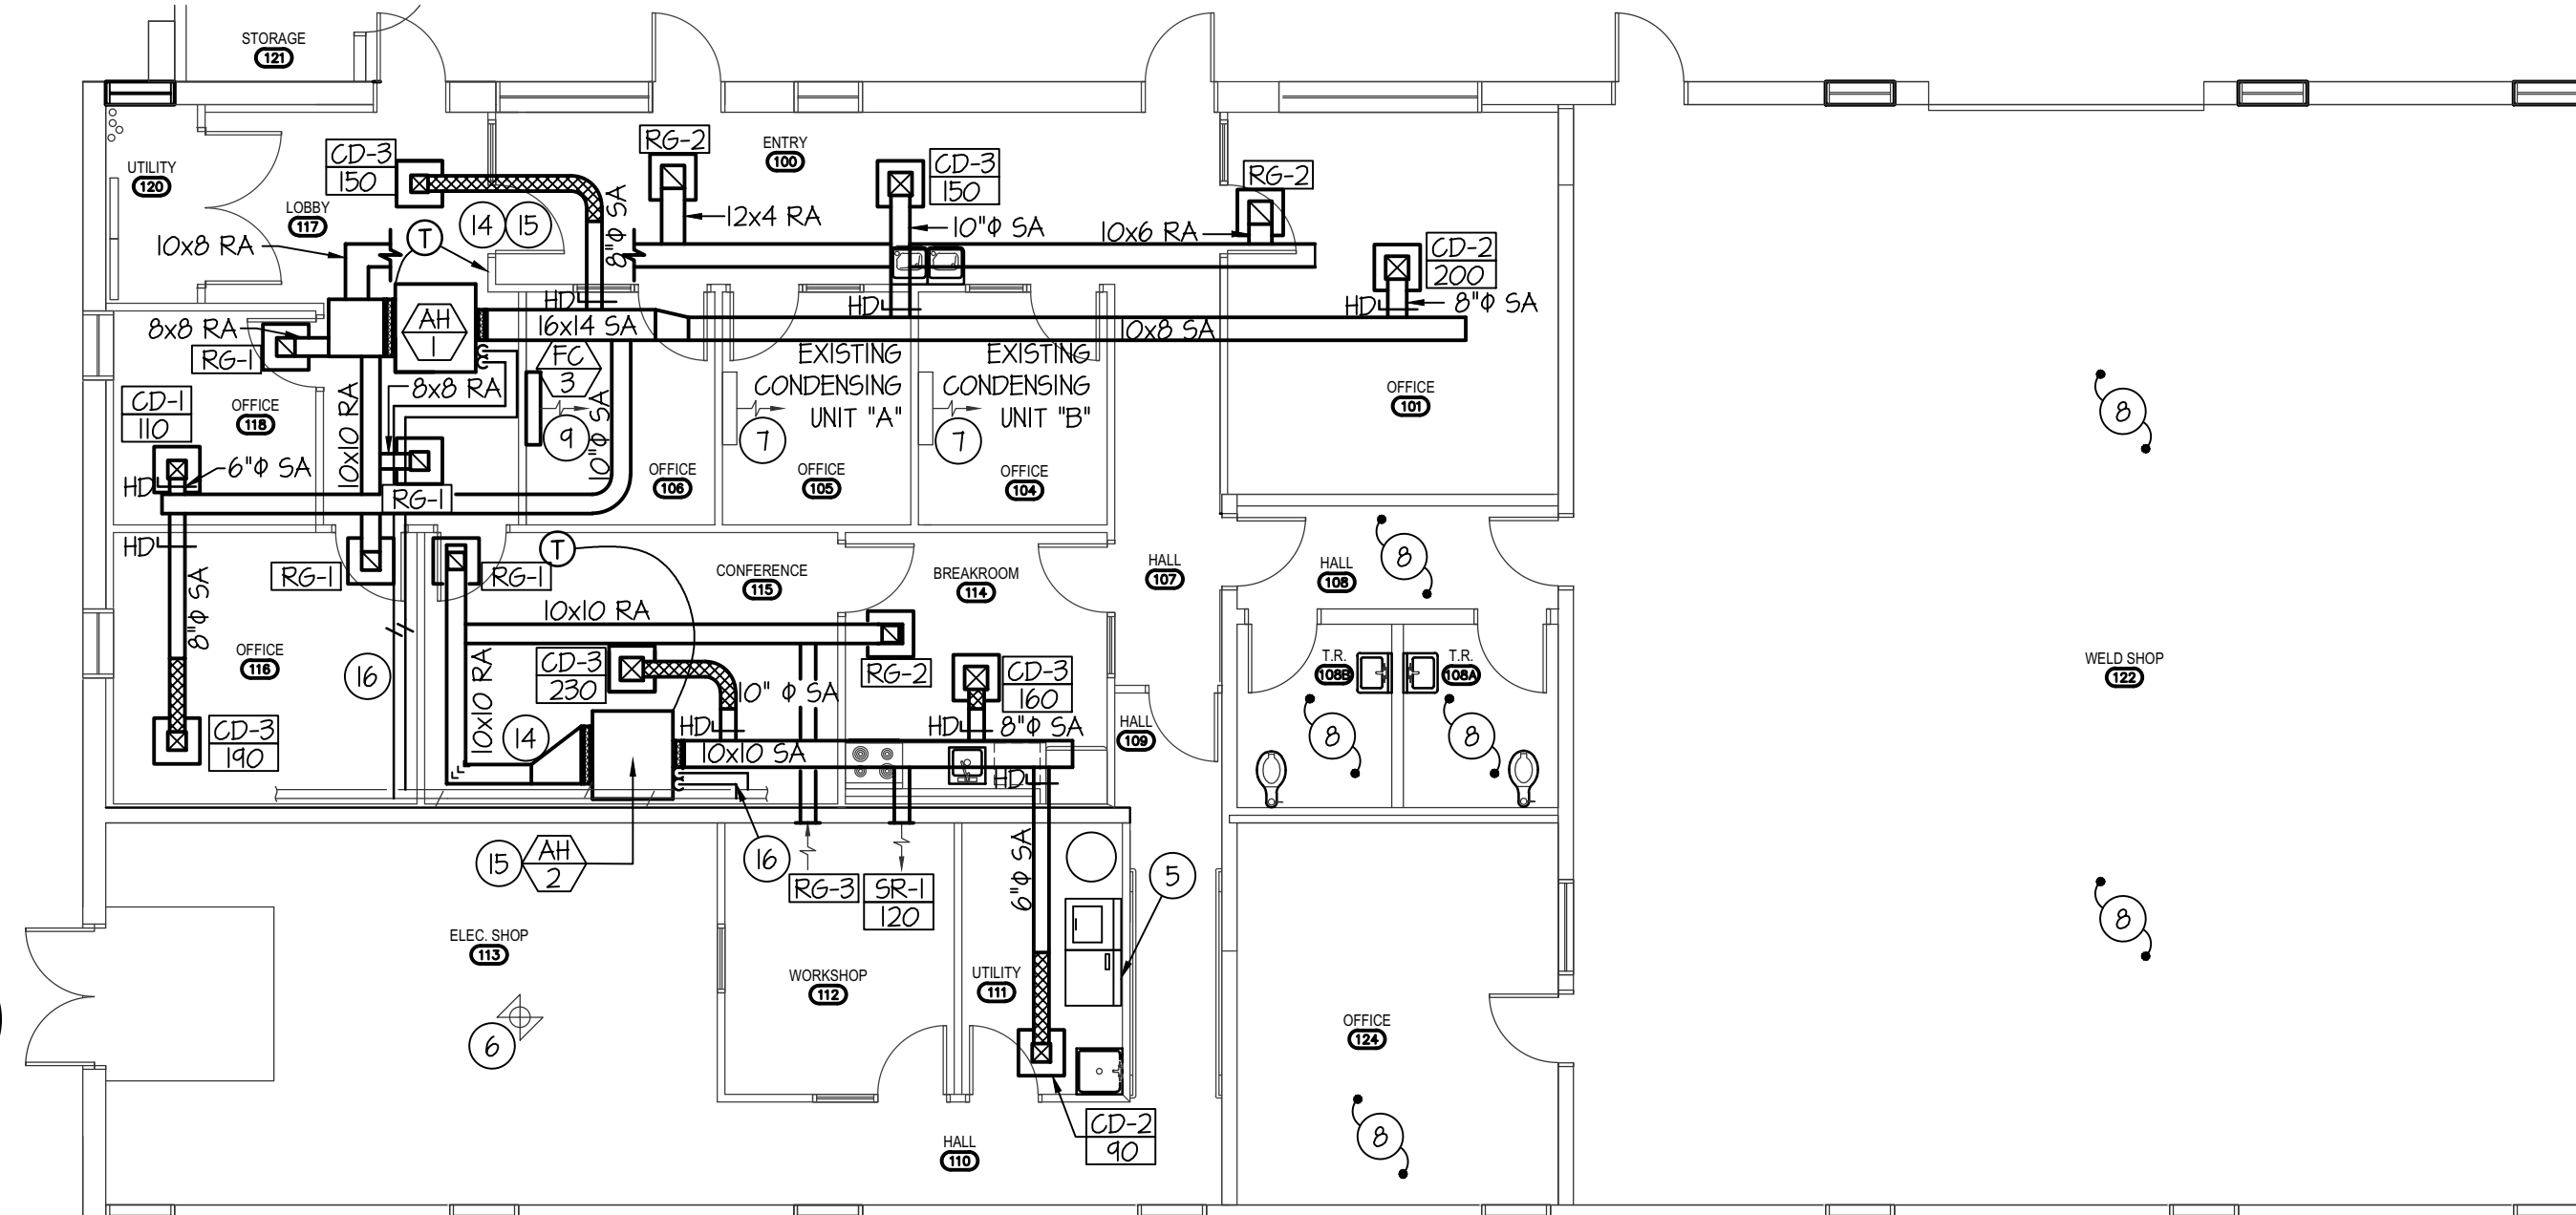 STORAGE
121
UTILITY
120
LOBBY
117
CD-3
150
RG-2
ENTRY
100
CD-3
150
RG-2
14
15
8"Φ SA
12x4 RA
10"Φ SA
10x6 RA
CD-2
200
10x8 RA
T
HD
HD
HD
8"Φ SA
8x8 RA
AH
1
16x14 SA
10x8 SA
RG-1
FC
3
EXISTING
CONDENSING
UNIT "A"
EXISTING
CONDENSING
UNIT "B"
8x8 RA
CD-1
110
OFFICE
118
10x10 RA
9
10"Φ SA
7
7
OFFICE
101
8
6"Φ SA
HD
RG-1
OFFICE
106
OFFICE
105
OFFICE
104
HD
T
RG-1
RG-1
CONFERENCE
115
BREAKROOM
114
HALL
107
HALL
108
8
8"Φ SA
10x10 RA
OFFICE
116
16
10x10 RA
CD-3
230
10" Φ SA
RG-2
CD-3
160
T.R.
108B
T.R.
108A
WELD SHOP
122
CD-3
190
14
HD
10x10 SA
HD
8"Φ SA
HD
HALL
109
8
8
15
AH
2
16
RG-3
SR-1
120
6"Φ SA
5
ELEC. SHOP
113
WORKSHOP
112
UTILITY
111
8
6
OFFICE
124
CD-2
90
HALL
110
8